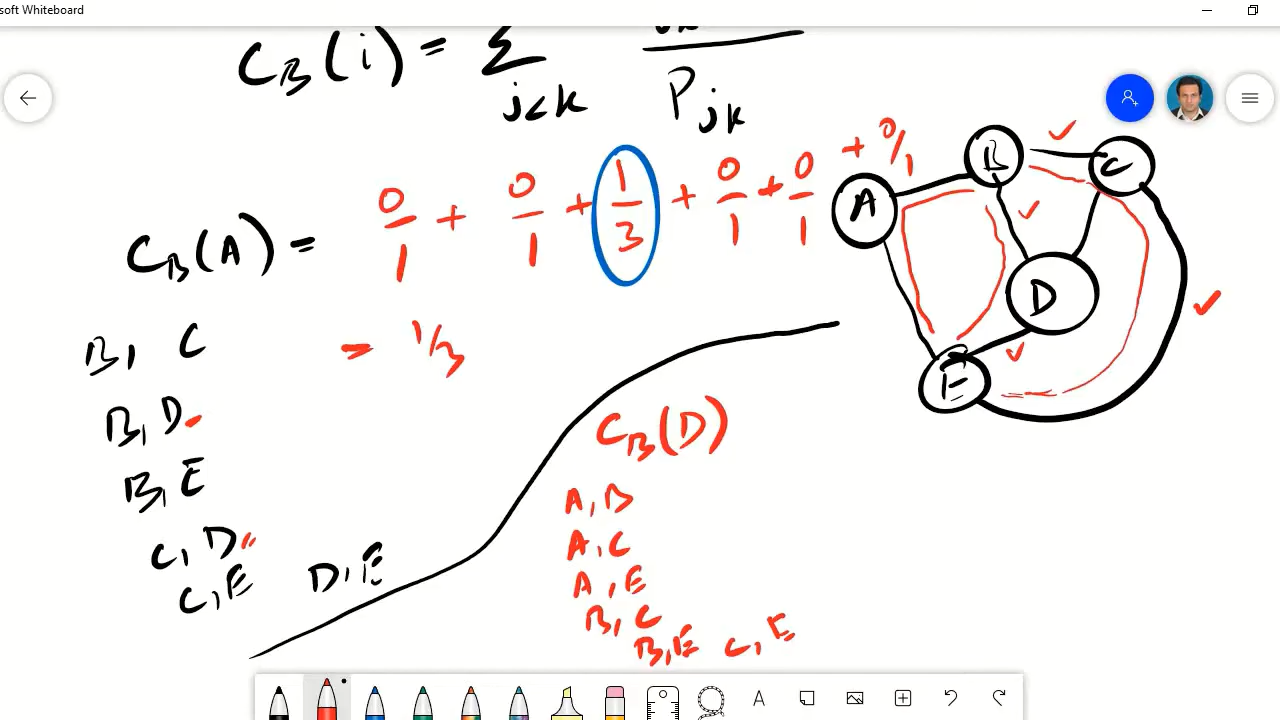 soft Whiteboard
C_B(i) = Σ
j<k P_jk
C_B(A) = 0/1 + 0/1 + 1/3 + 0/1 + 0/1 + 0/1
= 1/3
B, C
B, D
B, E
C, D
C, E D, E
C_B(D)
A, B
A, C
A, E
B, C
B, E C, E
A B C
D
E
A